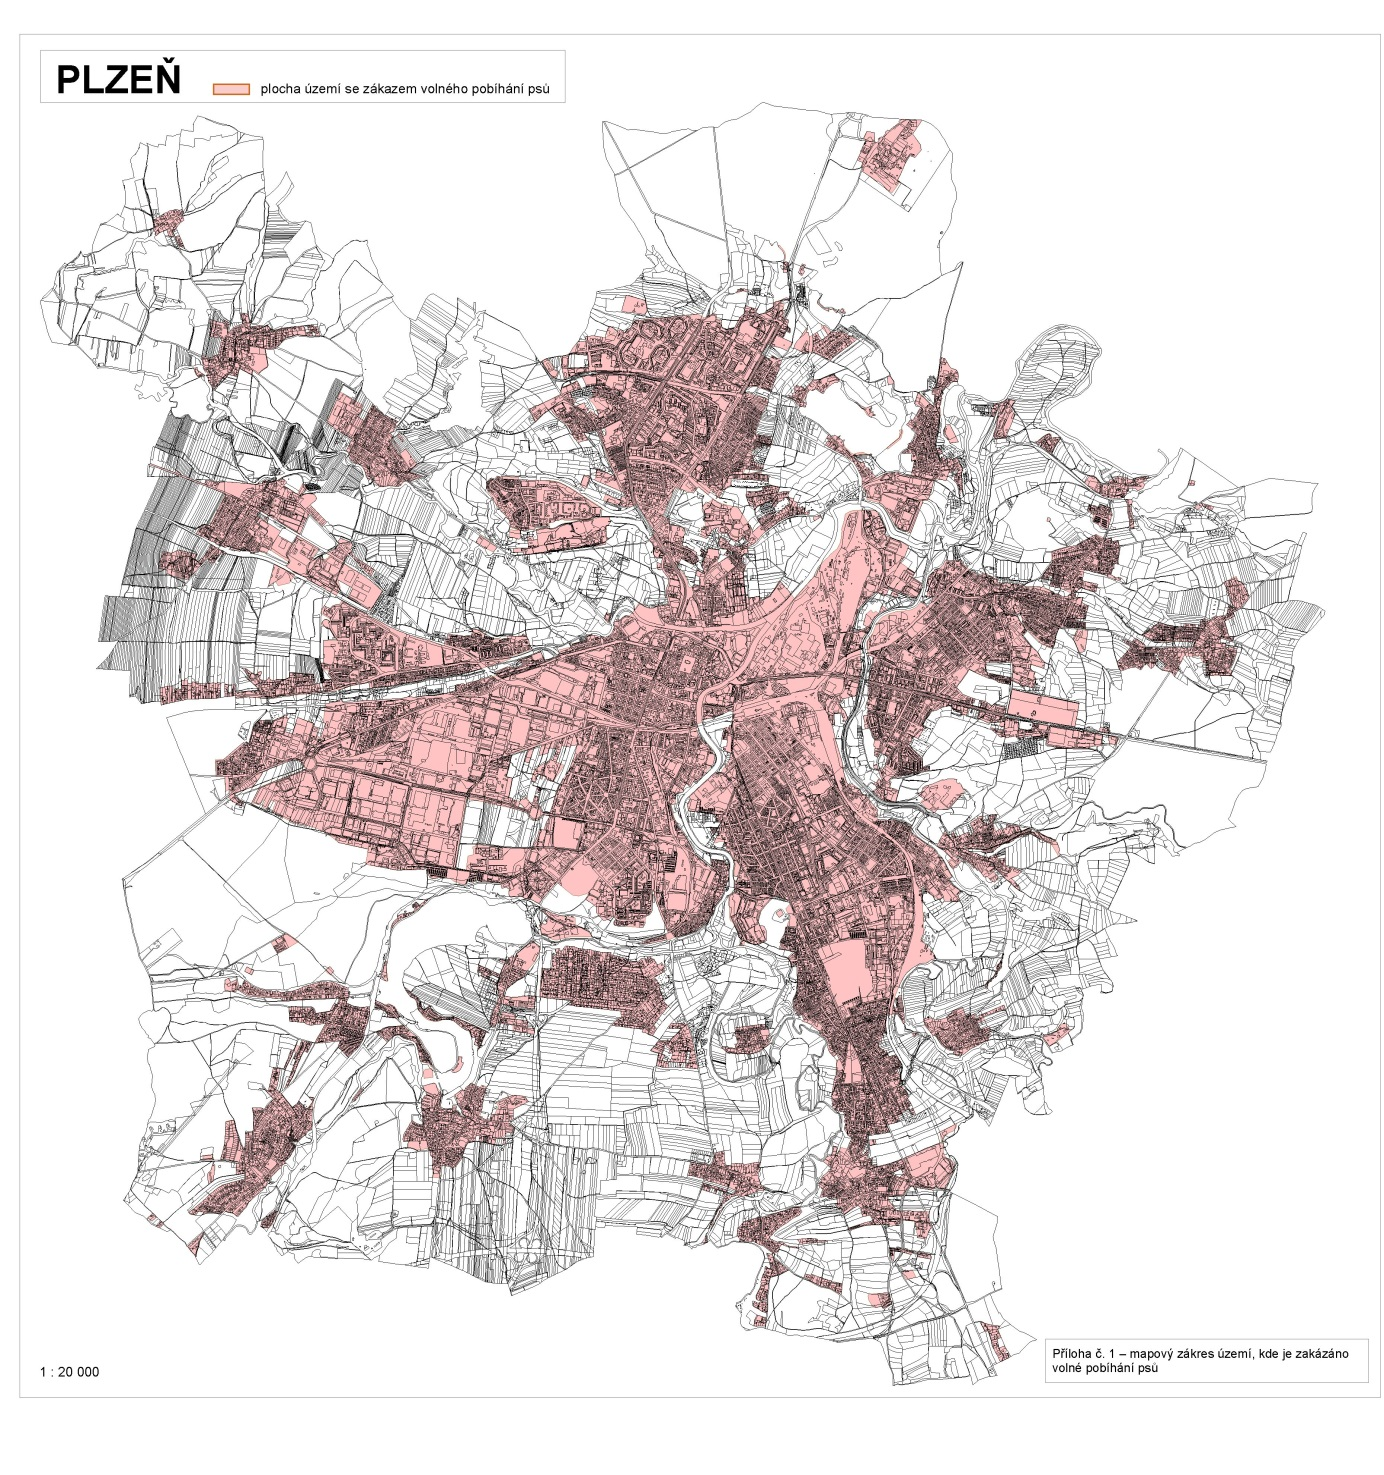 PLZEŇ
plocha území se zákazem volného pobíhání psů
1 : 20 000
Příloha č. 1 – mapový zákres území, kde je zakázáno
volné pobíhání psů